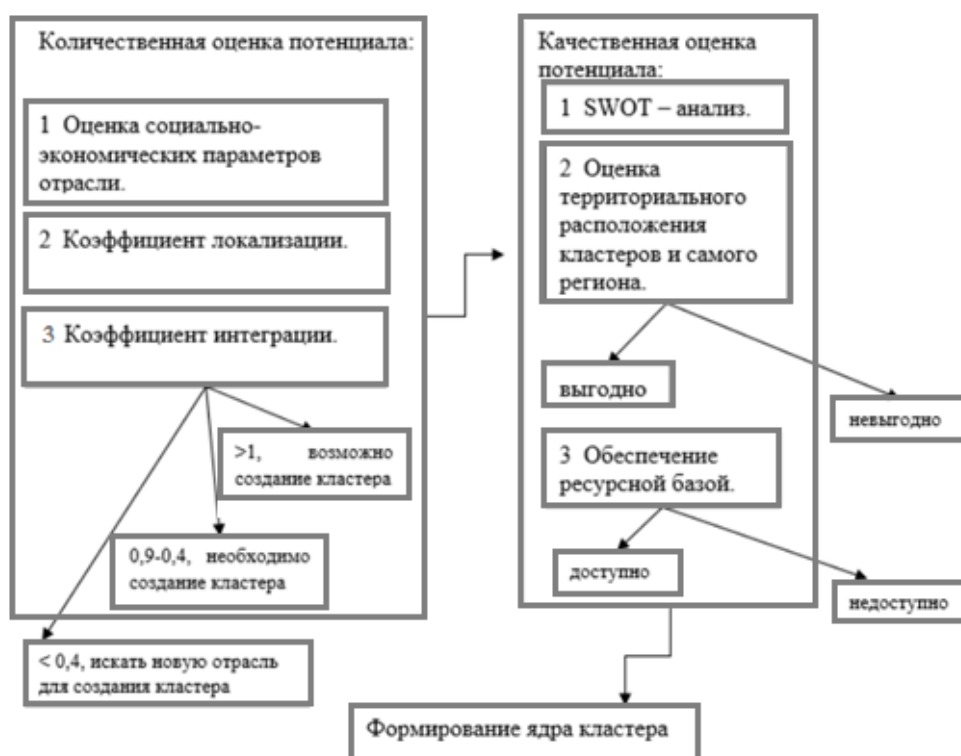 Количественная оценка потенциала:
1 Оценка социально-
экономических параметров
отрасли.
2 Коэффициент локализации.
3 Коэффициент интеграции.
>1, возможно
создание кластера
0,9-0,4, необходимо
создание кластера
< 0,4, искать новую отрасль
для создания кластера
Качественная оценка
потенциала:
1 SWOT – анализ.
2 Оценка
территориального
расположения
кластеров и самого
региона.
выгодно
невыгодно
3 Обеспечение
ресурсной базой.
доступно
недоступно
Формирование ядра кластера